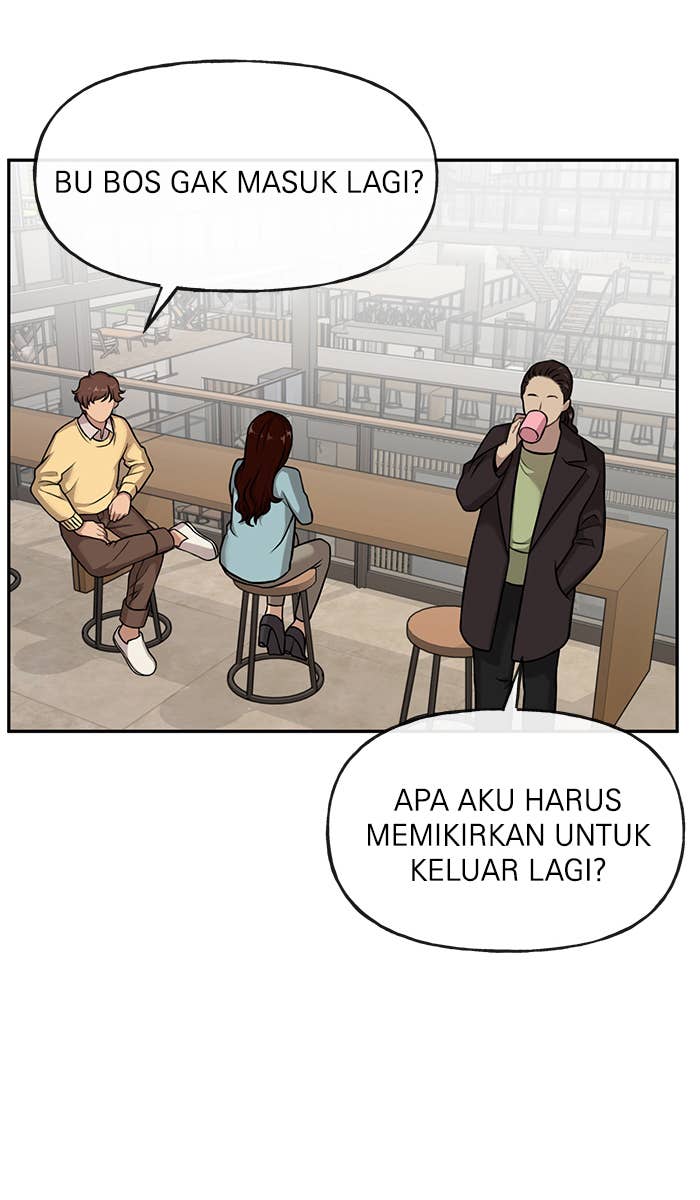 BU BOS GAK MASUK LAGI?
APA AKU HARUS
MEMIKIRKAN UNTUK
KELUAR LAGI?